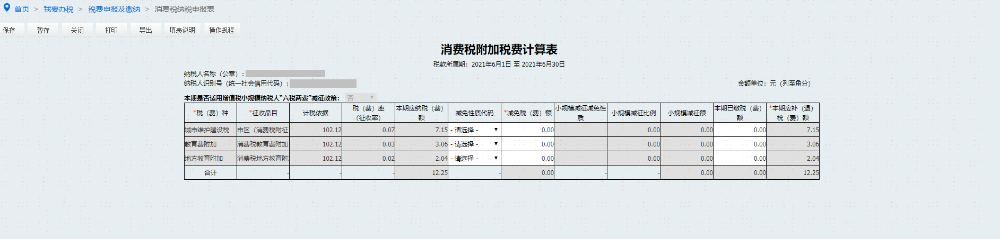 首页 > 我要办税 > 税费申报及缴纳 > 消费税纳税申报表
保存 暂存 关闭 打印 导出 填表说明 操作规程
消费税附加税费计算表
税款所属期：2021年6月1日 至 2021年6月30日
纳税人名称（公章）：
纳税人识别号（统一社会信用代码）： 金额单位：元（列至角分）
本期是否适用增值税小规模纳税人“六税两费”减征政策： 否
*税（费）种 *征收品目 计税依据 税（费）率（征收率） 本期应纳税（费）额 减免性质代码 *减免税（费）额 小规模减征减免性质 小规模减征比例 小规模减征额 本期已缴税（费）额 *本期应补（退）税（费）额
城市维护建设税 市区（消费税附征 102.12 0.07 7.15 - 请选择 - 0.00 0.00 0.00 0.00 7.15
教育费附加 消费税教育费附加 102.12 0.03 3.06 - 请选择 - 0.00 0.00 0.00 0.00 3.06
地方教育附加 消费税地方教育附 102.12 0.02 2.04 - 请选择 - 0.00 0.00 0.00 0.00 2.04
合计 - - - 12.25 - 0.00 - - 0.00 0.00 12.25